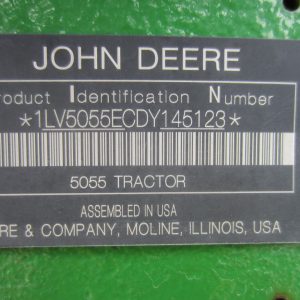 JOHN DEERE
roduct Identification Number
*1LV5055ECDY145123*
5055 TRACTOR
ASSEMBLED IN USA
RE & COMPANY, MOLINE, ILLINOIS, USA